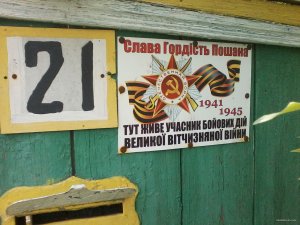 21
Слава Гордість Пошана
1941
1945
ТУТ ЖИВЕ УЧАСНИК БОЙОВИХ ДІЙ
ВЕЛИКОЇ ВІТЧИЗНЯНОЇ ВІЙНИ